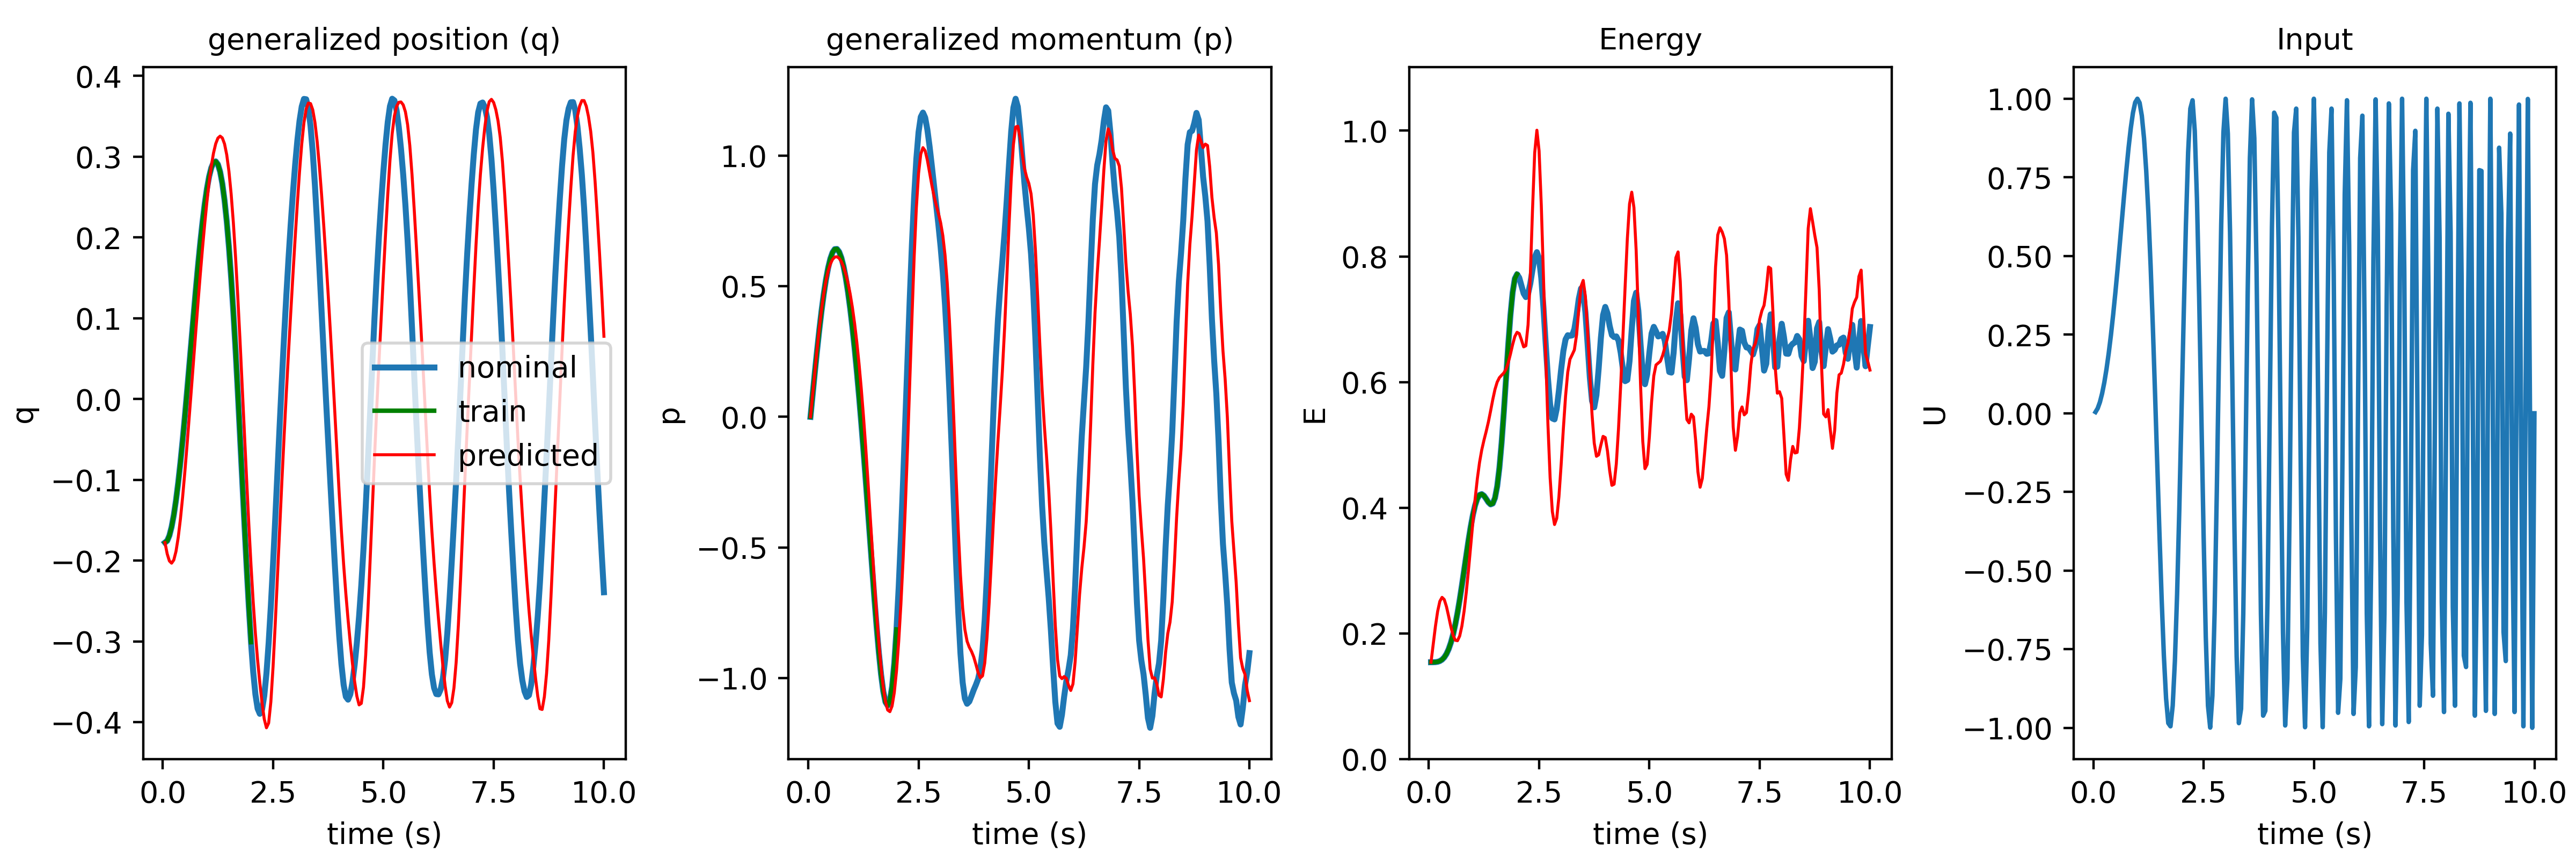 generalized position (q)
0.4
0.3
0.2
0.1
0.0
−0.1
−0.2
−0.3
−0.4
q
nominal
train
predicted
0.0 2.5 5.0 7.5 10.0
time (s)
generalized momentum (p)
1.0
0.5
0.0
−0.5
−1.0
p
0.0 2.5 5.0 7.5 10.0
time (s)
Energy
1.0
0.8
0.6
0.4
0.2
0.0
E
0.0 2.5 5.0 7.5 10.0
time (s)
Input
1.00
0.75
0.50
0.25
0.00
−0.25
−0.50
−0.75
−1.00
U
0.0 2.5 5.0 7.5 10.0
time (s)